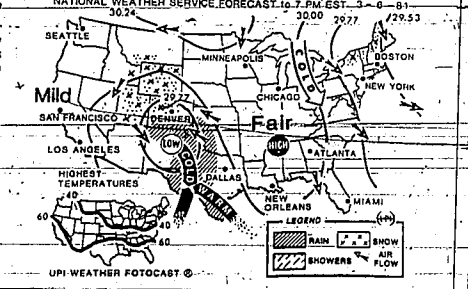 NATIONAL WEATHER SERVICE FORECAST to 7 PM EST 3-6-81
30.24
30.00
29.77
29.53
SEATTLE
MINNEAPOLIS
BOSTON
COLD
NEW YORK
Mild
29.77
CHICAGO
SAN FRANCISCO
DENVER
Fair
LOW
HIGH
ATLANTA
LOS ANGELES
COLD
WARM
DALLAS
HIGHEST
TEMPERATURES
NEW
ORLEANS
MIAMI
40
60
40
60
LEGEND
RAIN
SNOW
SHOWERS
AIR
FLOW
UPI WEATHER FOTOCAST ®